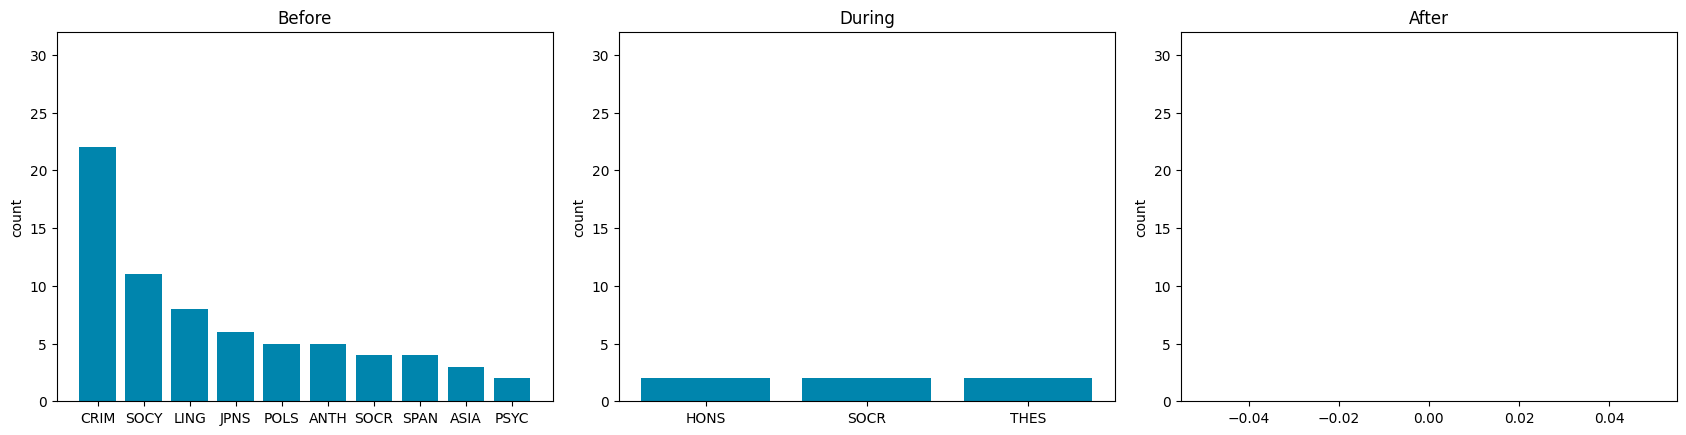 Before
count
30
25
20
15
10
5
0
CRIM SOCY LING JPNS POLS ANTH SOCR SPAN ASIA PSYC
During
count
30
25
20
15
10
5
0
HONS SOCR THES
After
count
30
25
20
15
10
5
0
−0.04 −0.02 0.00 0.02 0.04